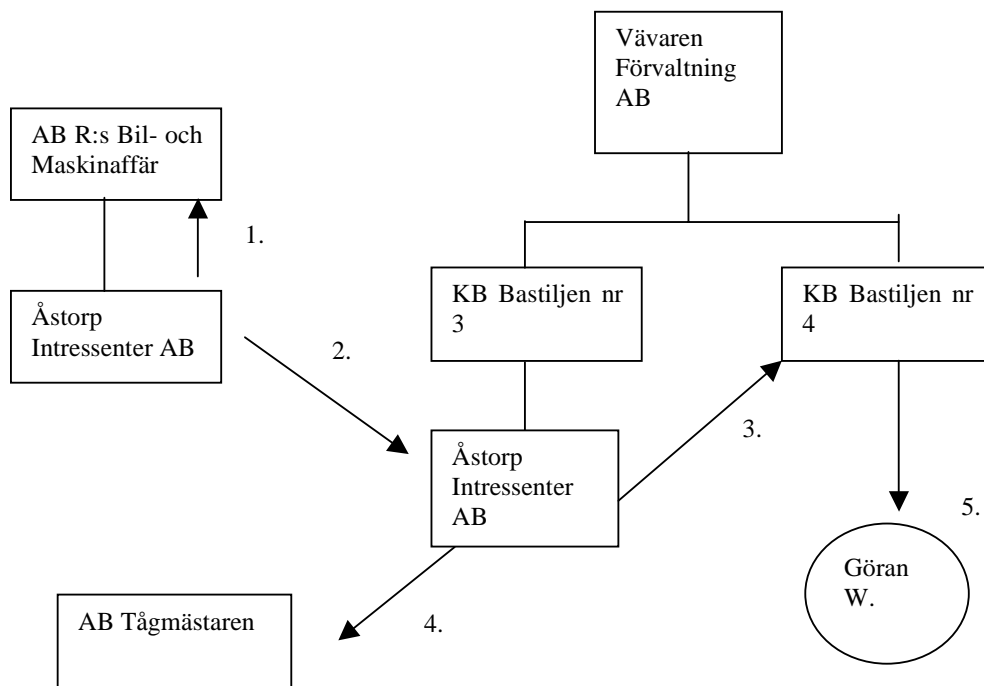 Vävaren
Förvaltning
AB
AB R:s Bil- och
Maskinaffär
1.
KB Bastiljen nr
3
KB Bastiljen nr
4
Åstorp
Intressenter AB
2.
3.
Åstorp
Intressenter
AB
5.
Göran
W.
AB Tågmästaren
4.